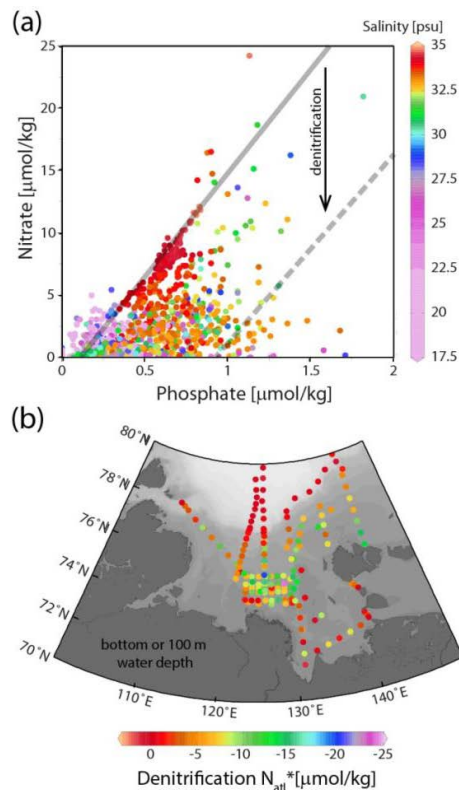 (a)
Salinity [psu]
25
20
15
10
5
0
Nitrate [μmol/kg]
denitrification
35
32.5
30
27.5
25
22.5
20
17.5
0 0.5 1 1.5 2
Phosphate [μmol/kg]
(b)
80°N
78°N
76°N
74°N
72°N
70°N
bottom or 100 m
water depth
110°E 120°E 130°E 140°E
0 -5 -10 -15 -20 -25
Denitrification N_atl*[μmol/kg]